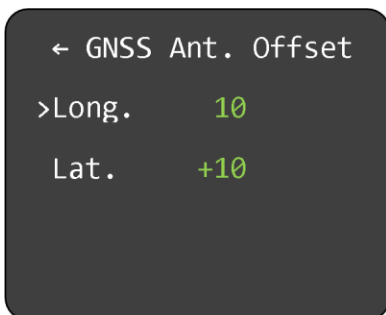 ← GNSS Ant. Offset
>Long. 10
Lat. +10